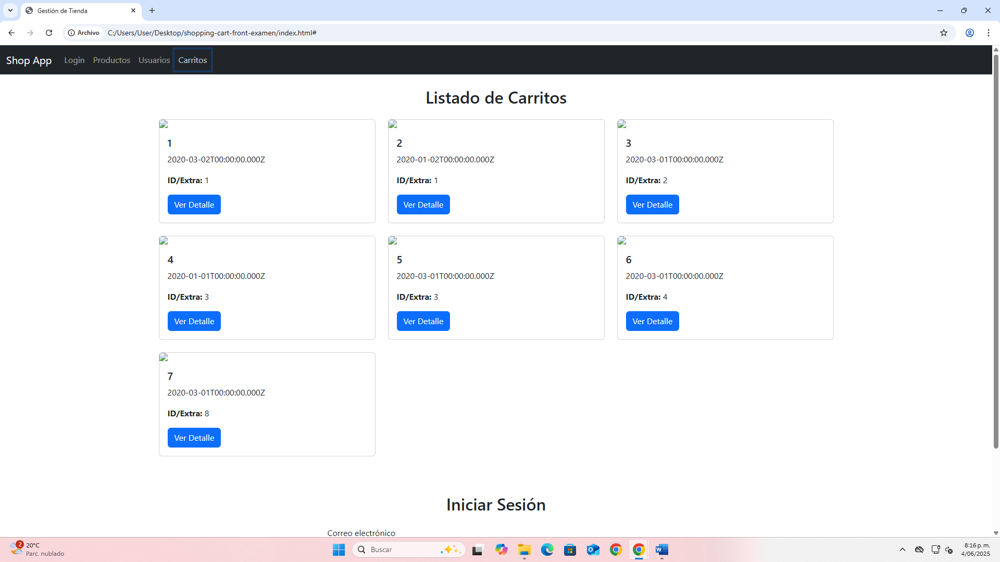 Gestión de Tienda
Archivo C:/Users/User/Desktop/shopping-cart-front-examen/index.html#
Shop App Login Productos Usuarios Carritos
Listado de Carritos
1
2020-03-02T00:00:00.000Z
ID/Extra: 1
Ver Detalle
2
2020-01-02T00:00:00.000Z
ID/Extra: 1
Ver Detalle
3
2020-03-01T00:00:00.000Z
ID/Extra: 2
Ver Detalle
4
2020-01-01T00:00:00.000Z
ID/Extra: 3
Ver Detalle
5
2020-03-01T00:00:00.000Z
ID/Extra: 3
Ver Detalle
6
2020-03-01T00:00:00.000Z
ID/Extra: 4
Ver Detalle
7
2020-03-01T00:00:00.000Z
ID/Extra: 8
Ver Detalle
Iniciar Sesión
Correo electrónico
2
20°C
Parc. nublado
Buscar
8:16 p. m.
4/06/2025